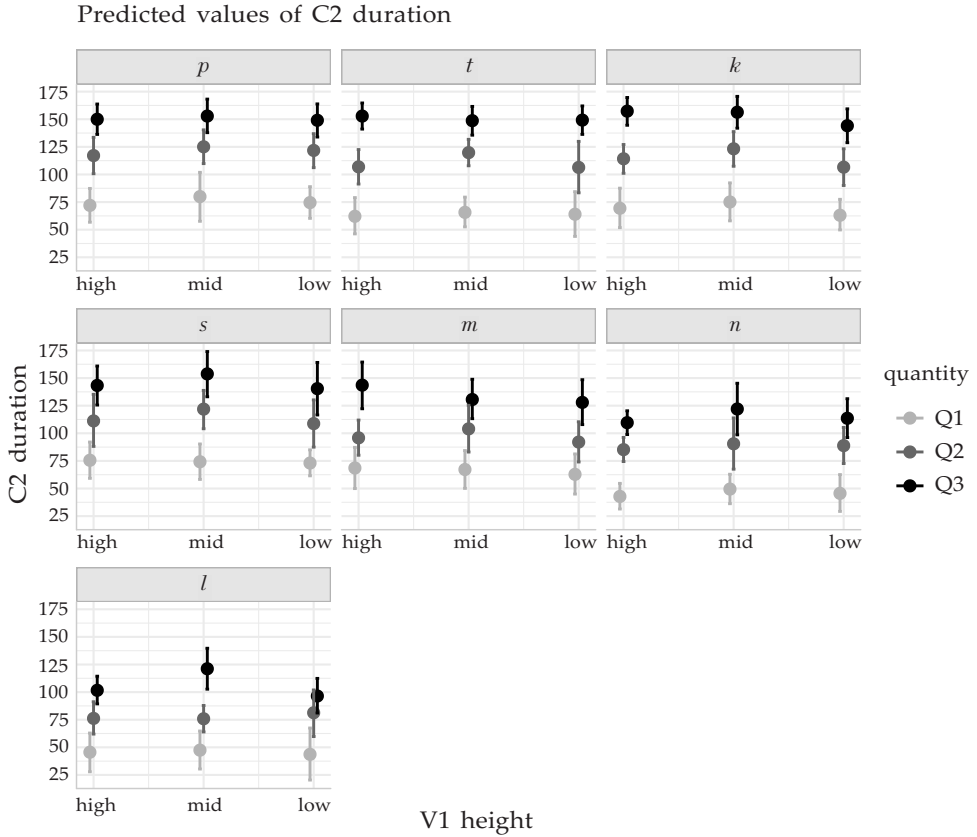 Predicted values of C2 duration
p t k
175
150
125
100
75
50
25
high mid low high mid low high mid low
s m n
175
150
125
100
75
50
25
high mid low high mid low high mid low
l
175
150
125
100
75
50
25
high mid low
C2 duration
V1 height
quantity
Q1
Q2
Q3